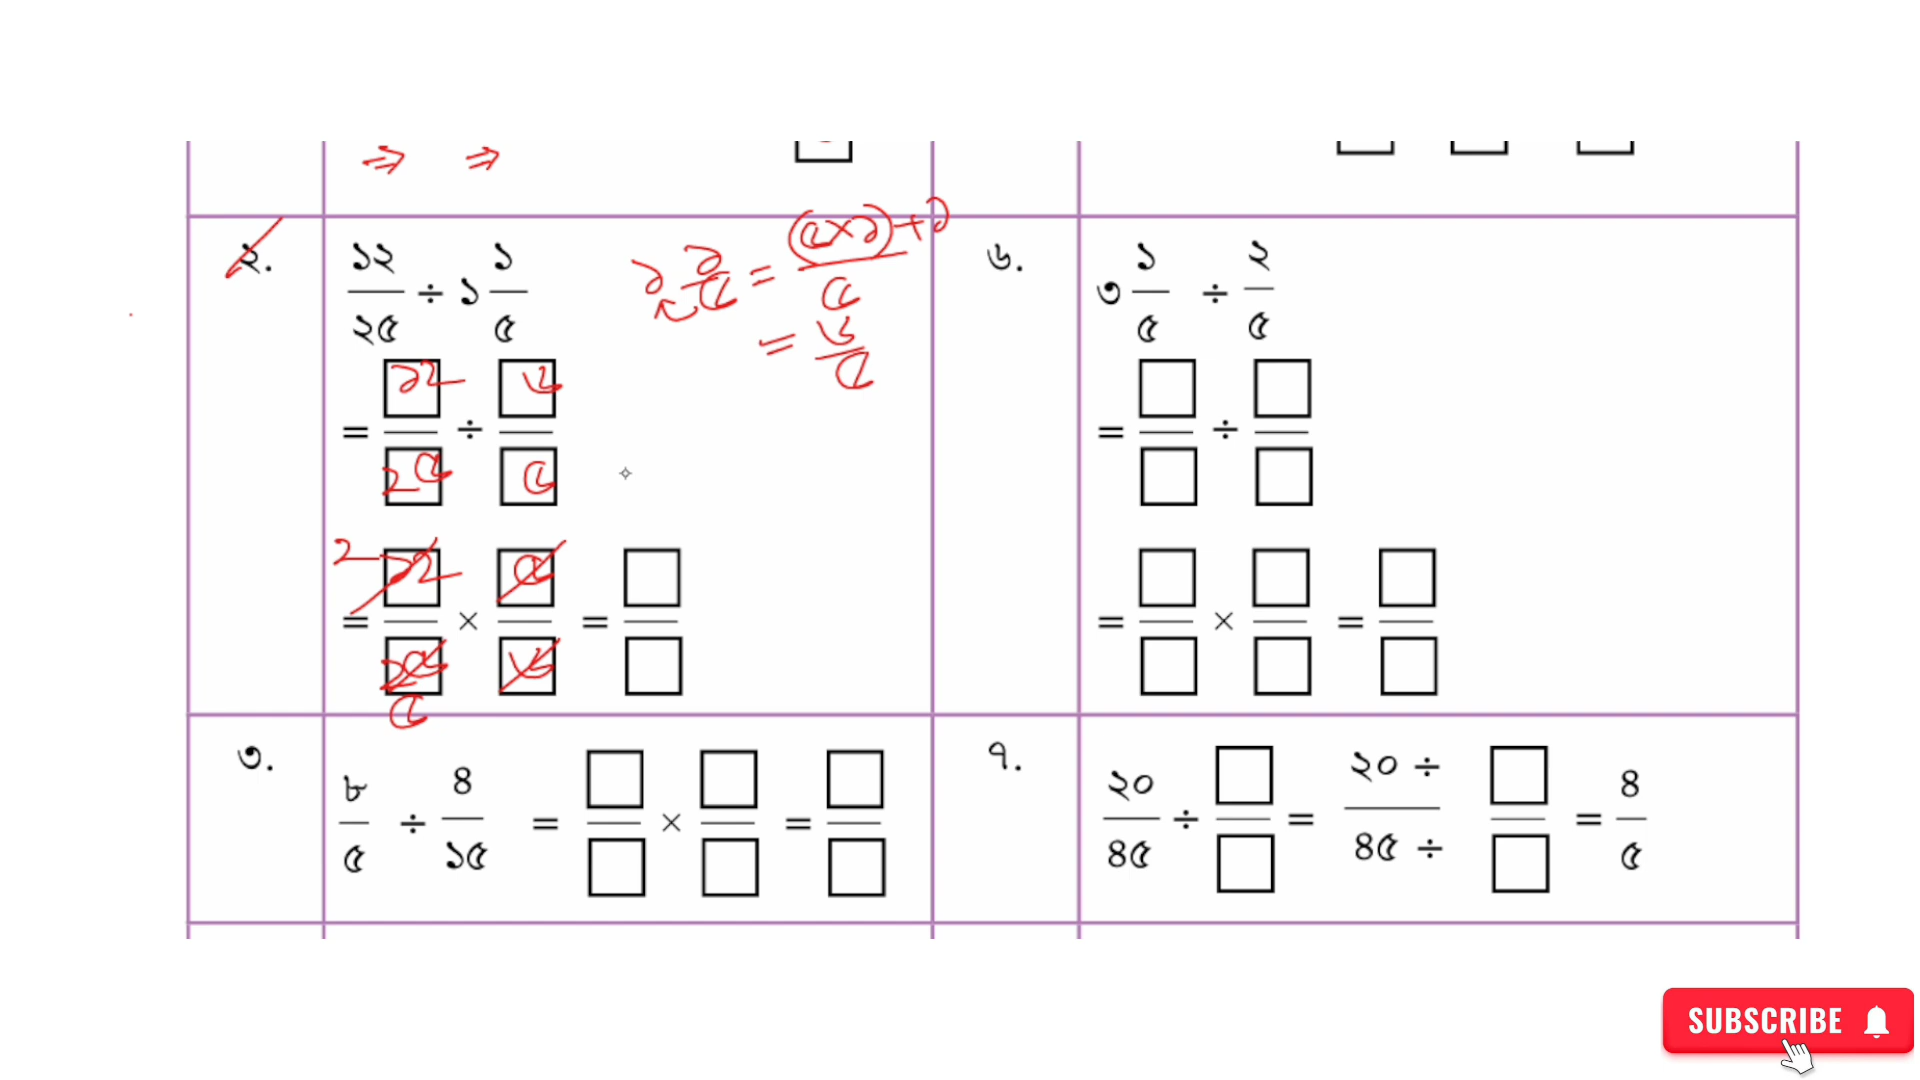 ২.
১২/২৫ ÷ ১ ১/৫
১ ১/৫ = (৫×১)+১/৫
= ৬/৫
= ১২/২৫ ÷ ৬/৫
২ ১২/২৫ ৫ × ৫/৬ =
৬.
৩ ১/৫ ÷ ২/৫
= ÷
= × =
৩.
৮/৫ ÷ ৪/১৫ = × =
৭.
২০/৪৫ ÷ = ২০ ÷ / ৪৫ ÷ = ৪/৫
SUBSCRIBE